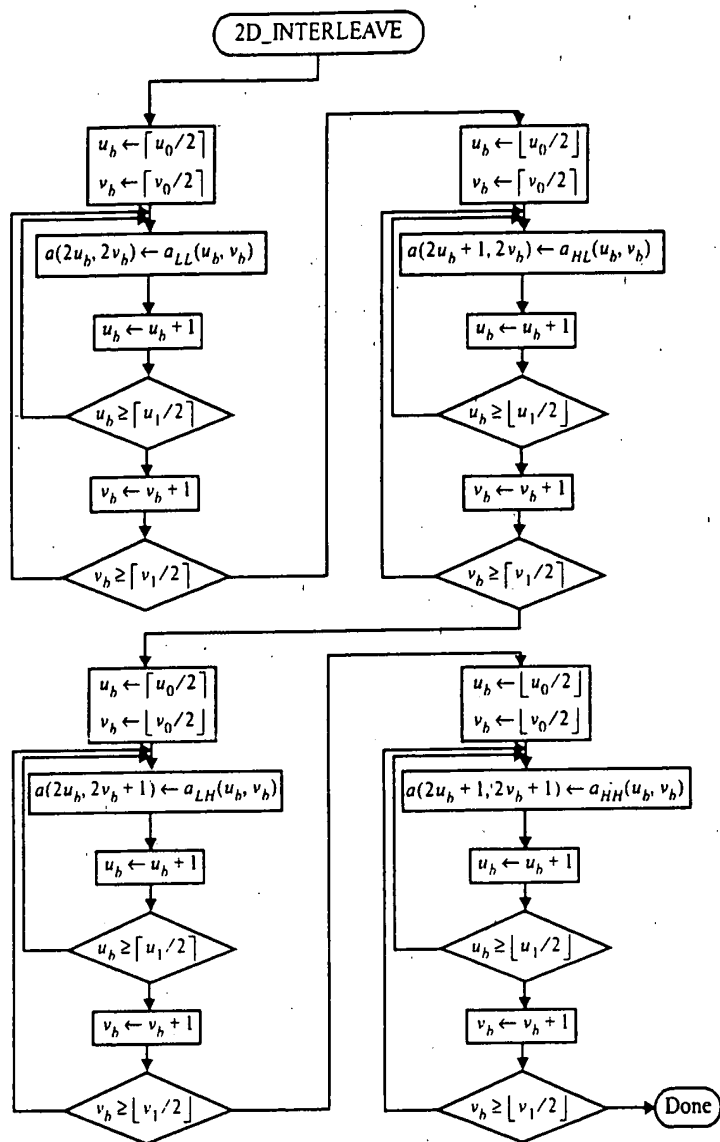 2D_INTERLEAVE
u_b ← ⌈u_0/2⌉
v_b ← ⌈v_0/2⌉
a(2u_b, 2v_b) ← a_LL(u_b, v_b)
u_b ← u_b + 1
u_b ≥ ⌈u_1/2⌉
v_b ← v_b + 1
v_b ≥ ⌈v_1/2⌉
u_b ← ⌊u_0/2⌋
v_b ← ⌈v_0/2⌉
a(2u_b + 1, 2v_b) ← a_HL(u_b, v_b)
u_b ← u_b + 1
u_b ≥ ⌊u_1/2⌋
v_b ← v_b + 1
v_b ≥ ⌈v_1/2⌉
u_b ← ⌈u_0/2⌉
v_b ← ⌊v_0/2⌋
a(2u_b, 2v_b + 1) ← a_LH(u_b, v_b)
u_b ← u_b + 1
u_b ≥ ⌈u_1/2⌉
v_b ← v_b + 1
v_b ≥ ⌊v_1/2⌋
u_b ← ⌊u_0/2⌋
v_b ← ⌊v_0/2⌋
a(2u_b + 1, 2v_b + 1) ← a_HH(u_b, v_b)
u_b ← u_b + 1
u_b ≥ ⌊u_1/2⌋
v_b ← v_b + 1
v_b ≥ ⌊v_1/2⌋
Done